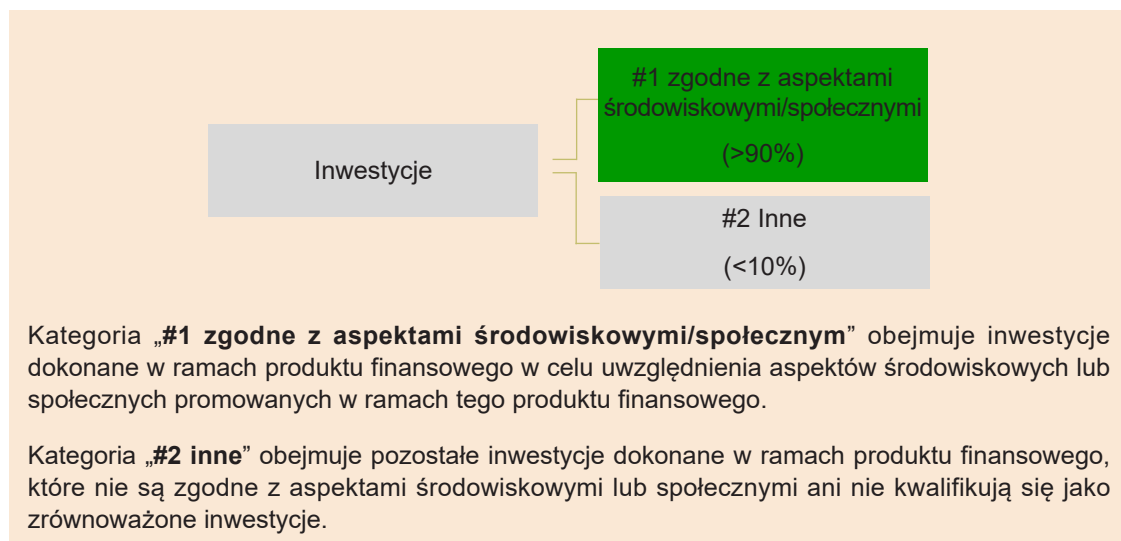 #1 zgodne z aspektami
środowiskowymi/społecznymi
(>90%)
Inwestycje
#2 Inne
(<10%)
Kategoria „#1 zgodne z aspektami środowiskowymi/społecznym” obejmuje inwestycje
dokonane w ramach produktu finansowego w celu uwzględnienia aspektów środowiskowych lub
społecznych promowanych w ramach tego produktu finansowego.
Kategoria „#2 inne” obejmuje pozostałe inwestycje dokonane w ramach produktu finansowego,
które nie są zgodne z aspektami środowiskowymi lub społecznymi ani nie kwalifikują się jako
zrównoważone inwestycje.